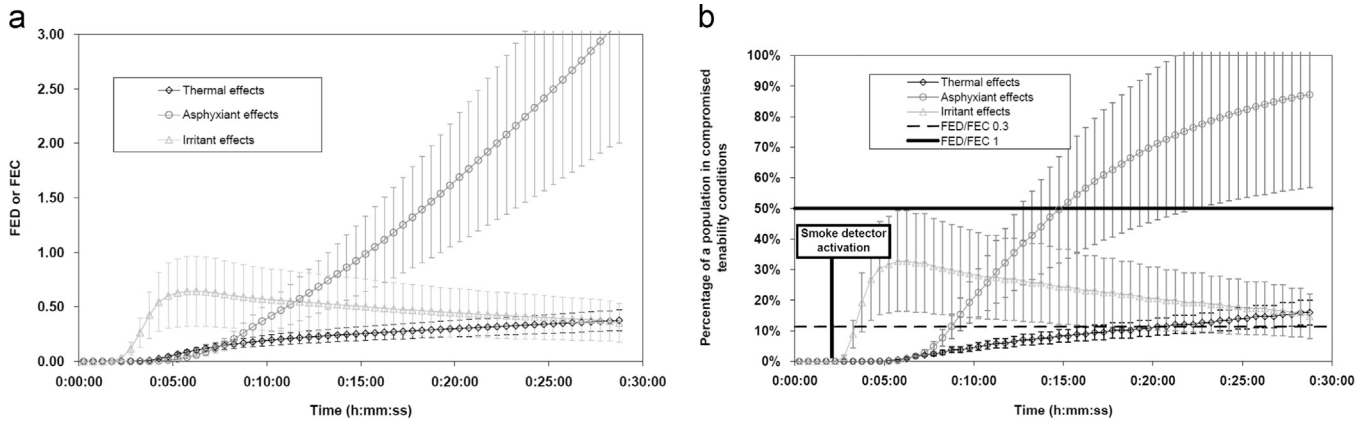 a
3.00
2.50
2.00
1.50
1.00
0.50
0.00
FED or FEC
Thermal effects
Asphyxiant effects
Irritant effects
0:00:00 0:05:00 0:10:00 0:15:00 0:20:00 0:25:00 0:30:00
Time (h:mm:ss)
b
100%
90%
80%
70%
60%
50%
40%
30%
20%
10%
0%
Percentage of a population in compromised
tenability conditions
Thermal effects
Asphyxiant effects
Irritant effects
FED/FEC 0.3
FED/FEC 1
Smoke detector
activation
0:00:00 0:05:00 0:10:00 0:15:00 0:20:00 0:25:00 0:30:00
Time (h:mm:ss)